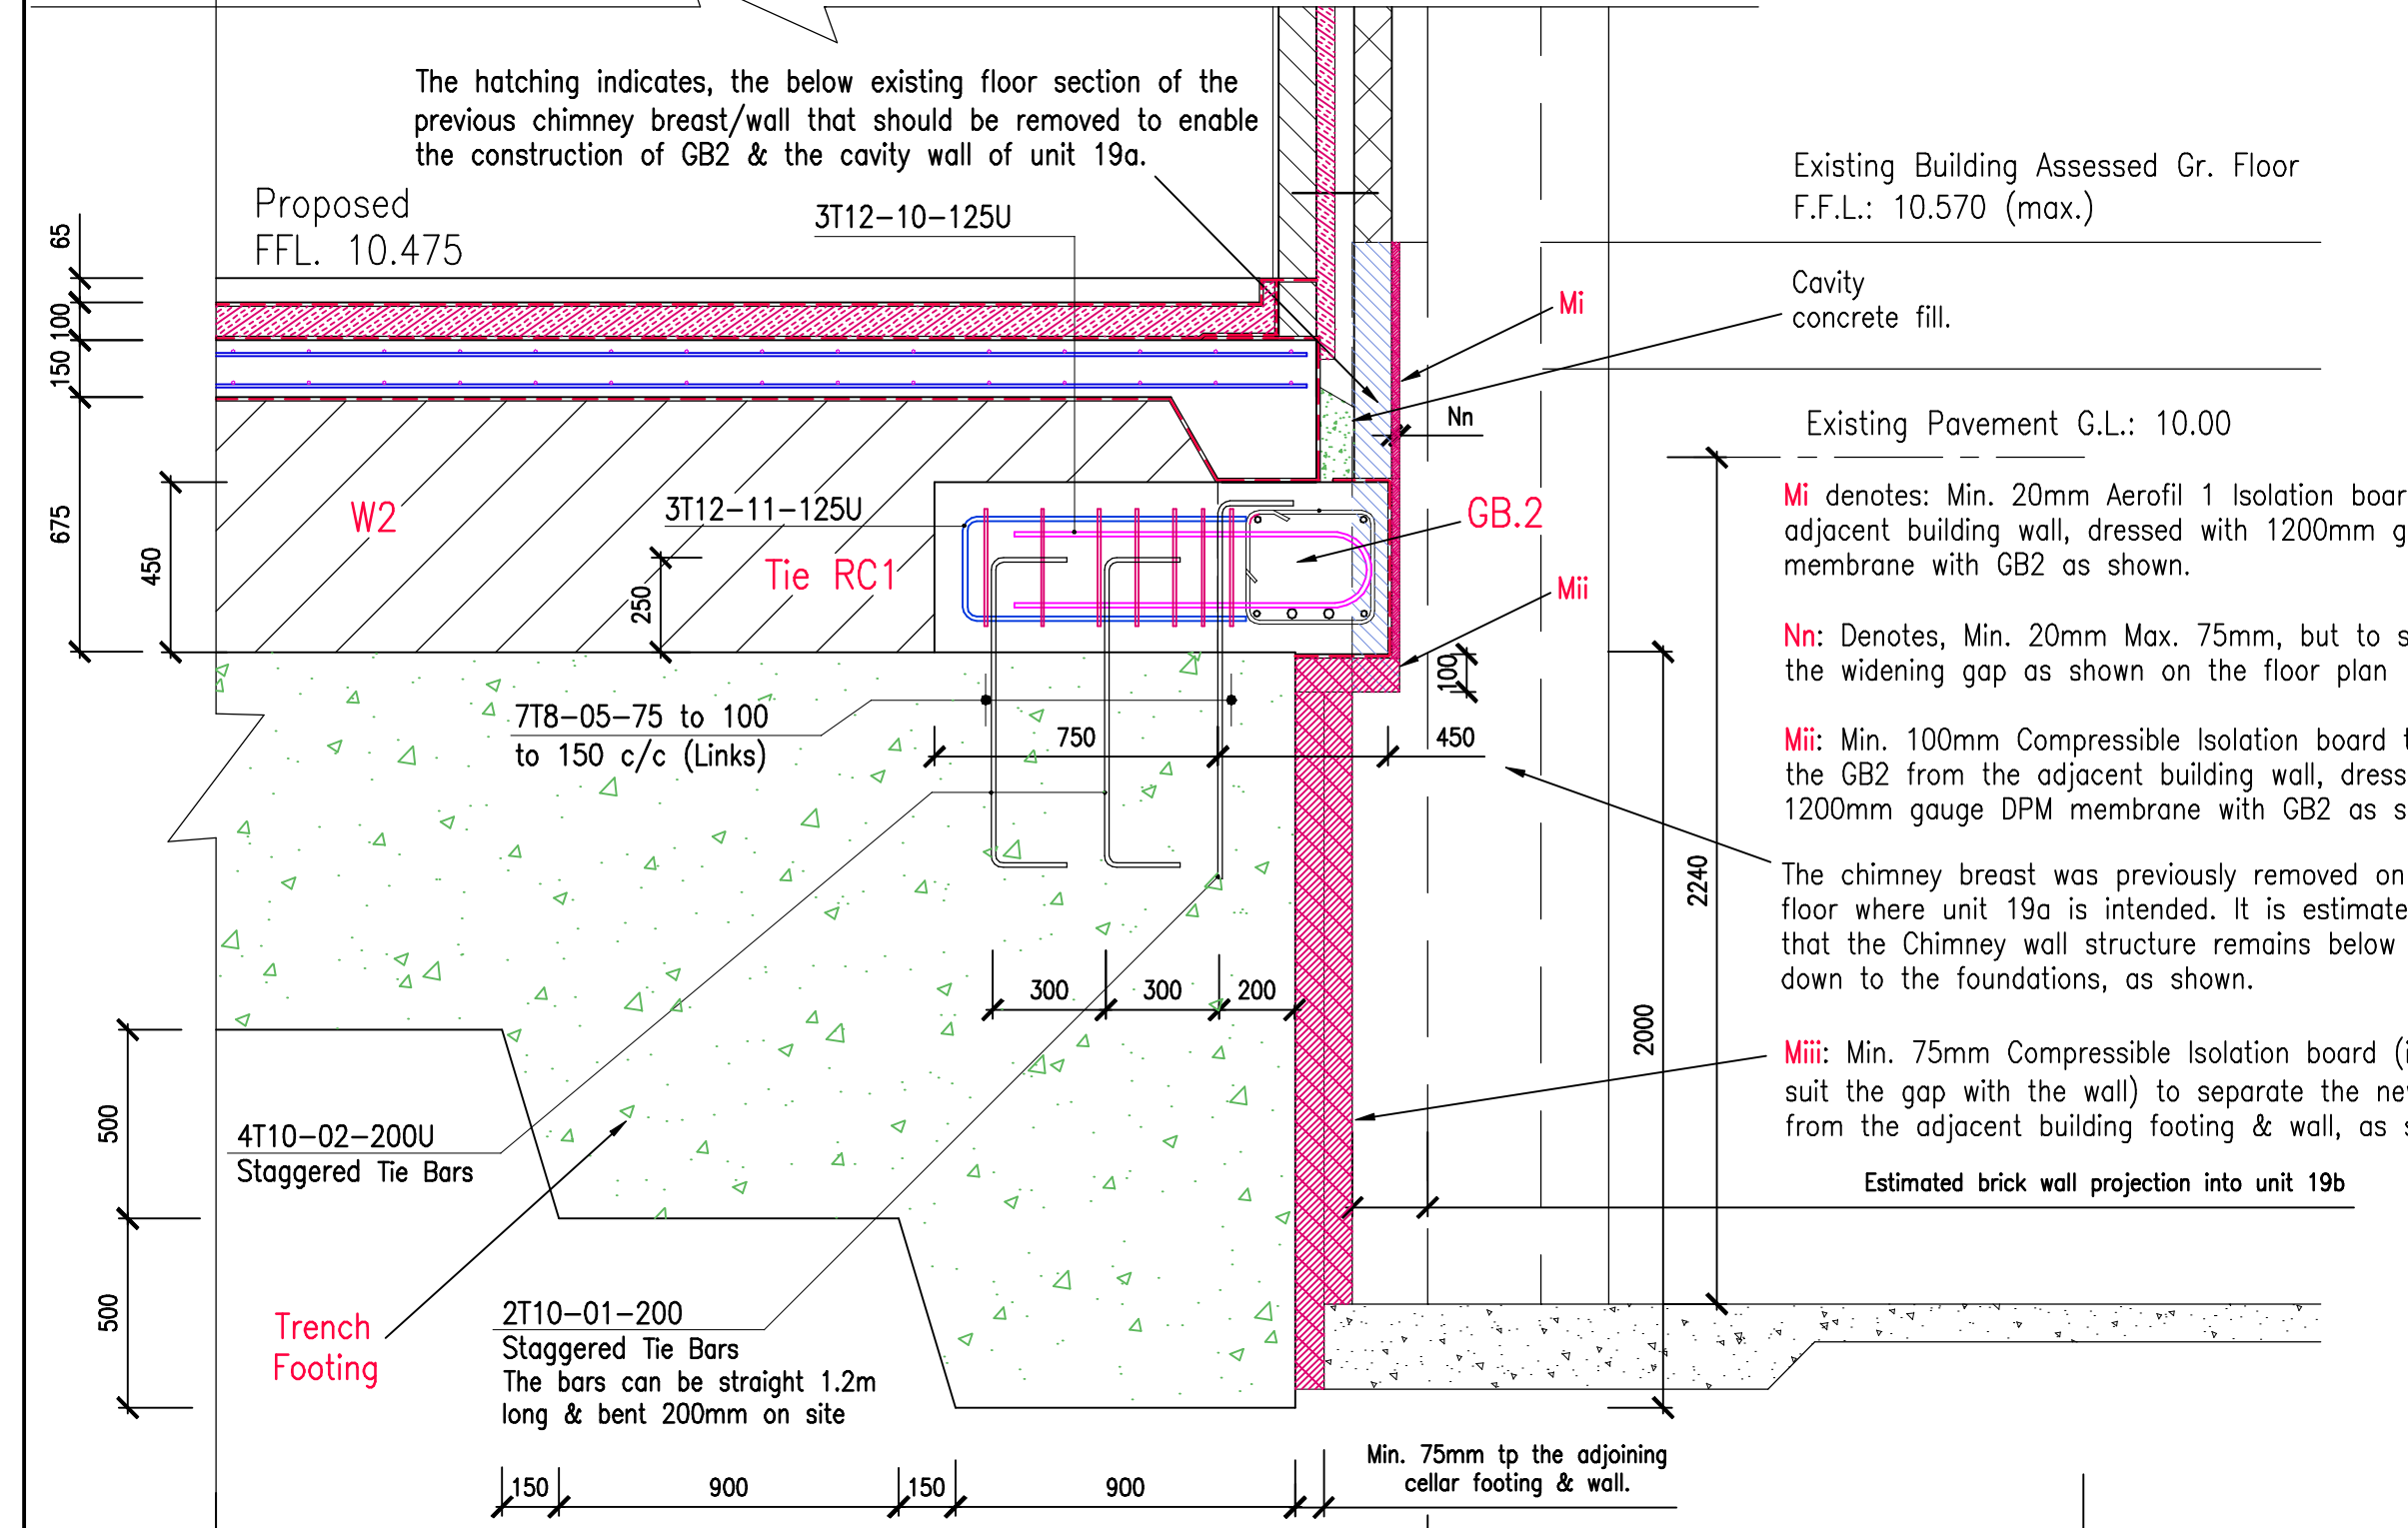 The hatching indicates, the below existing floor section of the
previous chimney breast/wall that should be removed to enable
the construction of GB2 & the cavity wall of unit 19a.
Proposed
FFL. 10.475
3T12-10-125U
65
100
150
675
450
W2
3T12-11-125U
Tie RC1
250
7T8-05-75 to 100
to 150 c/c (Links)
750
450
100
300
300
200
500
500
4T10-02-200U
Staggered Tie Bars
Trench
Footing
2T10-01-200
Staggered Tie Bars
The bars can be straight 1.2m
long & bent 200mm on site
150
900
150
900
Min. 75mm tp the adjoining
cellar footing & wall.
Existing Building Assessed Gr. Floor
F.F.L.: 10.570 (max.)
Cavity
concrete fill.
Mi
Nn
GB.2
Mii
Existing Pavement G.L.: 10.00
Mi denotes: Min. 20mm Aerofil 1 Isolation
adjacent building wall, dressed with 1200mm
membrane with GB2 as shown.
Nn: Denotes, Min. 20mm Max. 75mm, but to
the widening gap as shown on the floor plan
Mii: Min. 100mm Compressible Isolation board
the GB2 from the adjacent building wall,
1200mm gauge DPM membrane with GB2 as
The chimney breast was previously removed on
floor where unit 19a is intended. It is
that the Chimney wall structure remains below
down to the foundations, as shown.
Miii: Min. 75mm Compressible Isolation board
suit the gap with the wall) to separate the
from the adjacent building footing & wall, as
Estimated brick wall projection into unit 19b
2240
2000